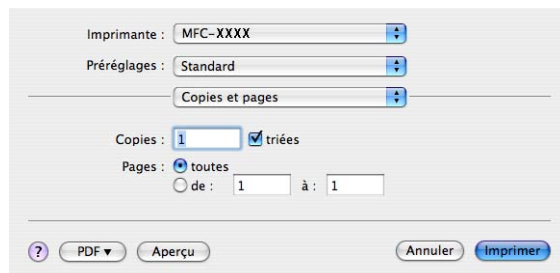 Imprimante : MFC-XXXX
Préréglages : Standard
Copies et pages
Copies : 1 triées
Pages : toutes
de : 1 à : 1
? PDF Aperçu Annuler Imprimer